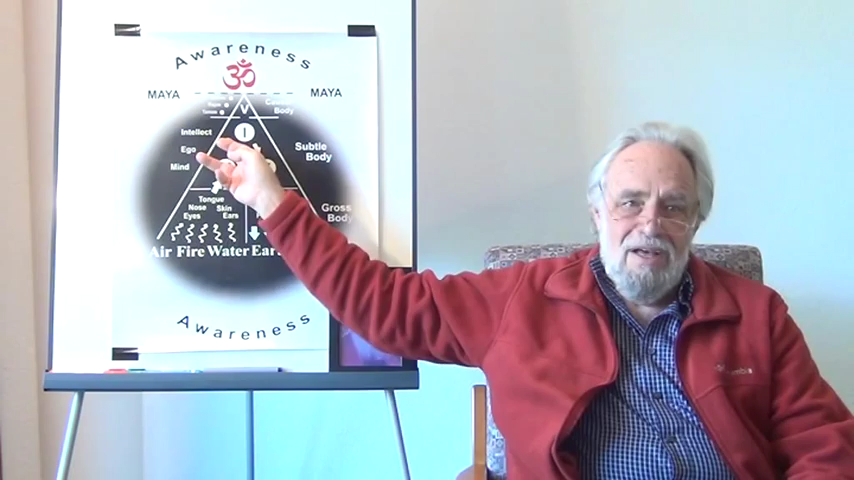 Awareness
ॐ
MAYA MAYA
V
Body
I
Intellect
Ego
Mind
Subtle
Body
Tongue
Nose Skin
Eyes Ears
Gross
Body
Air Fire Water
Awareness